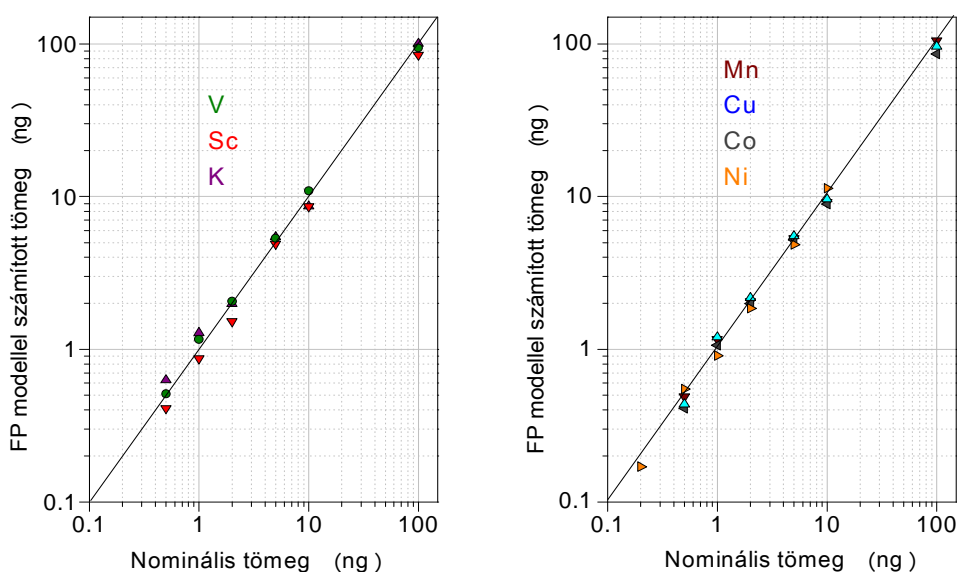 100
10
1
0.1
0.1
1
10
100
FP modellel számított tömeg (ng )
Nominális tömeg (ng )
V
Sc
K
100
10
1
0.1
0.1
1
10
100
FP modellel számított tömeg (ng )
Nominális tömeg (ng )
Mn
Cu
Co
Ni